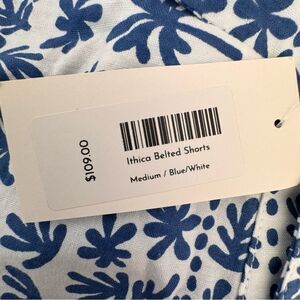 Ithica Belted Shorts
Medium / Blue/White
$109.00